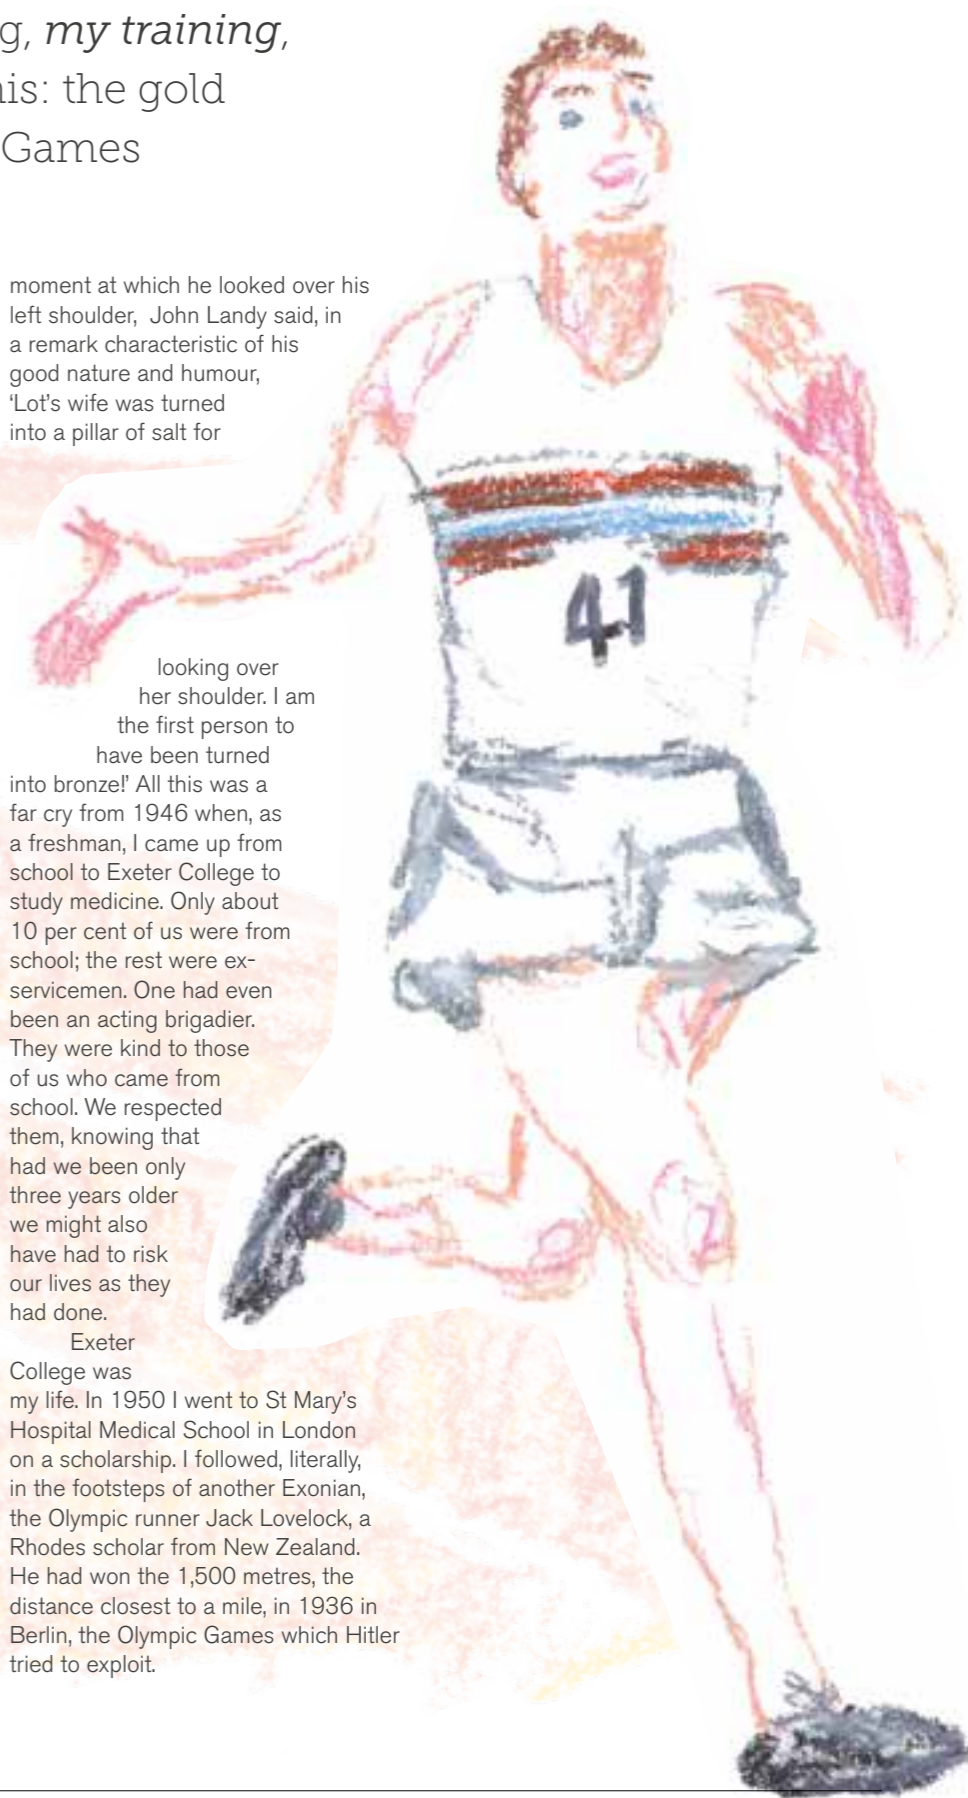 g, my training,
his: the gold
Games
moment at which he looked over his
left shoulder,  John Landy said, in
a remark characteristic of his
good nature and humour,
‘Lot’s wife was turned
into a pillar of salt for
looking over
her shoulder. I am
the first person to
have been turned
into bronze!’ All this was a
far cry from 1946 when, as
a freshman, I came up from
school to Exeter College to
study medicine. Only about
10 per cent of us were from
school; the rest were ex-
servicemen. One had even
been an acting brigadier.
They were kind to those
of us who came from
school. We respected
them, knowing that
had we been only
three years older
we might also
have had to risk
our lives as they
had done.
Exeter
College was
my life. In 1950 I went to St Mary’s
Hospital Medical School in London
on a scholarship. I followed, literally,
in the footsteps of another Exonian,
the Olympic runner Jack Lovelock, a
Rhodes scholar from New Zealand.
He had won the 1,500 metres, the
distance closest to a mile, in 1936 in
Berlin, the Olympic Games which Hitler
tried to exploit.
41